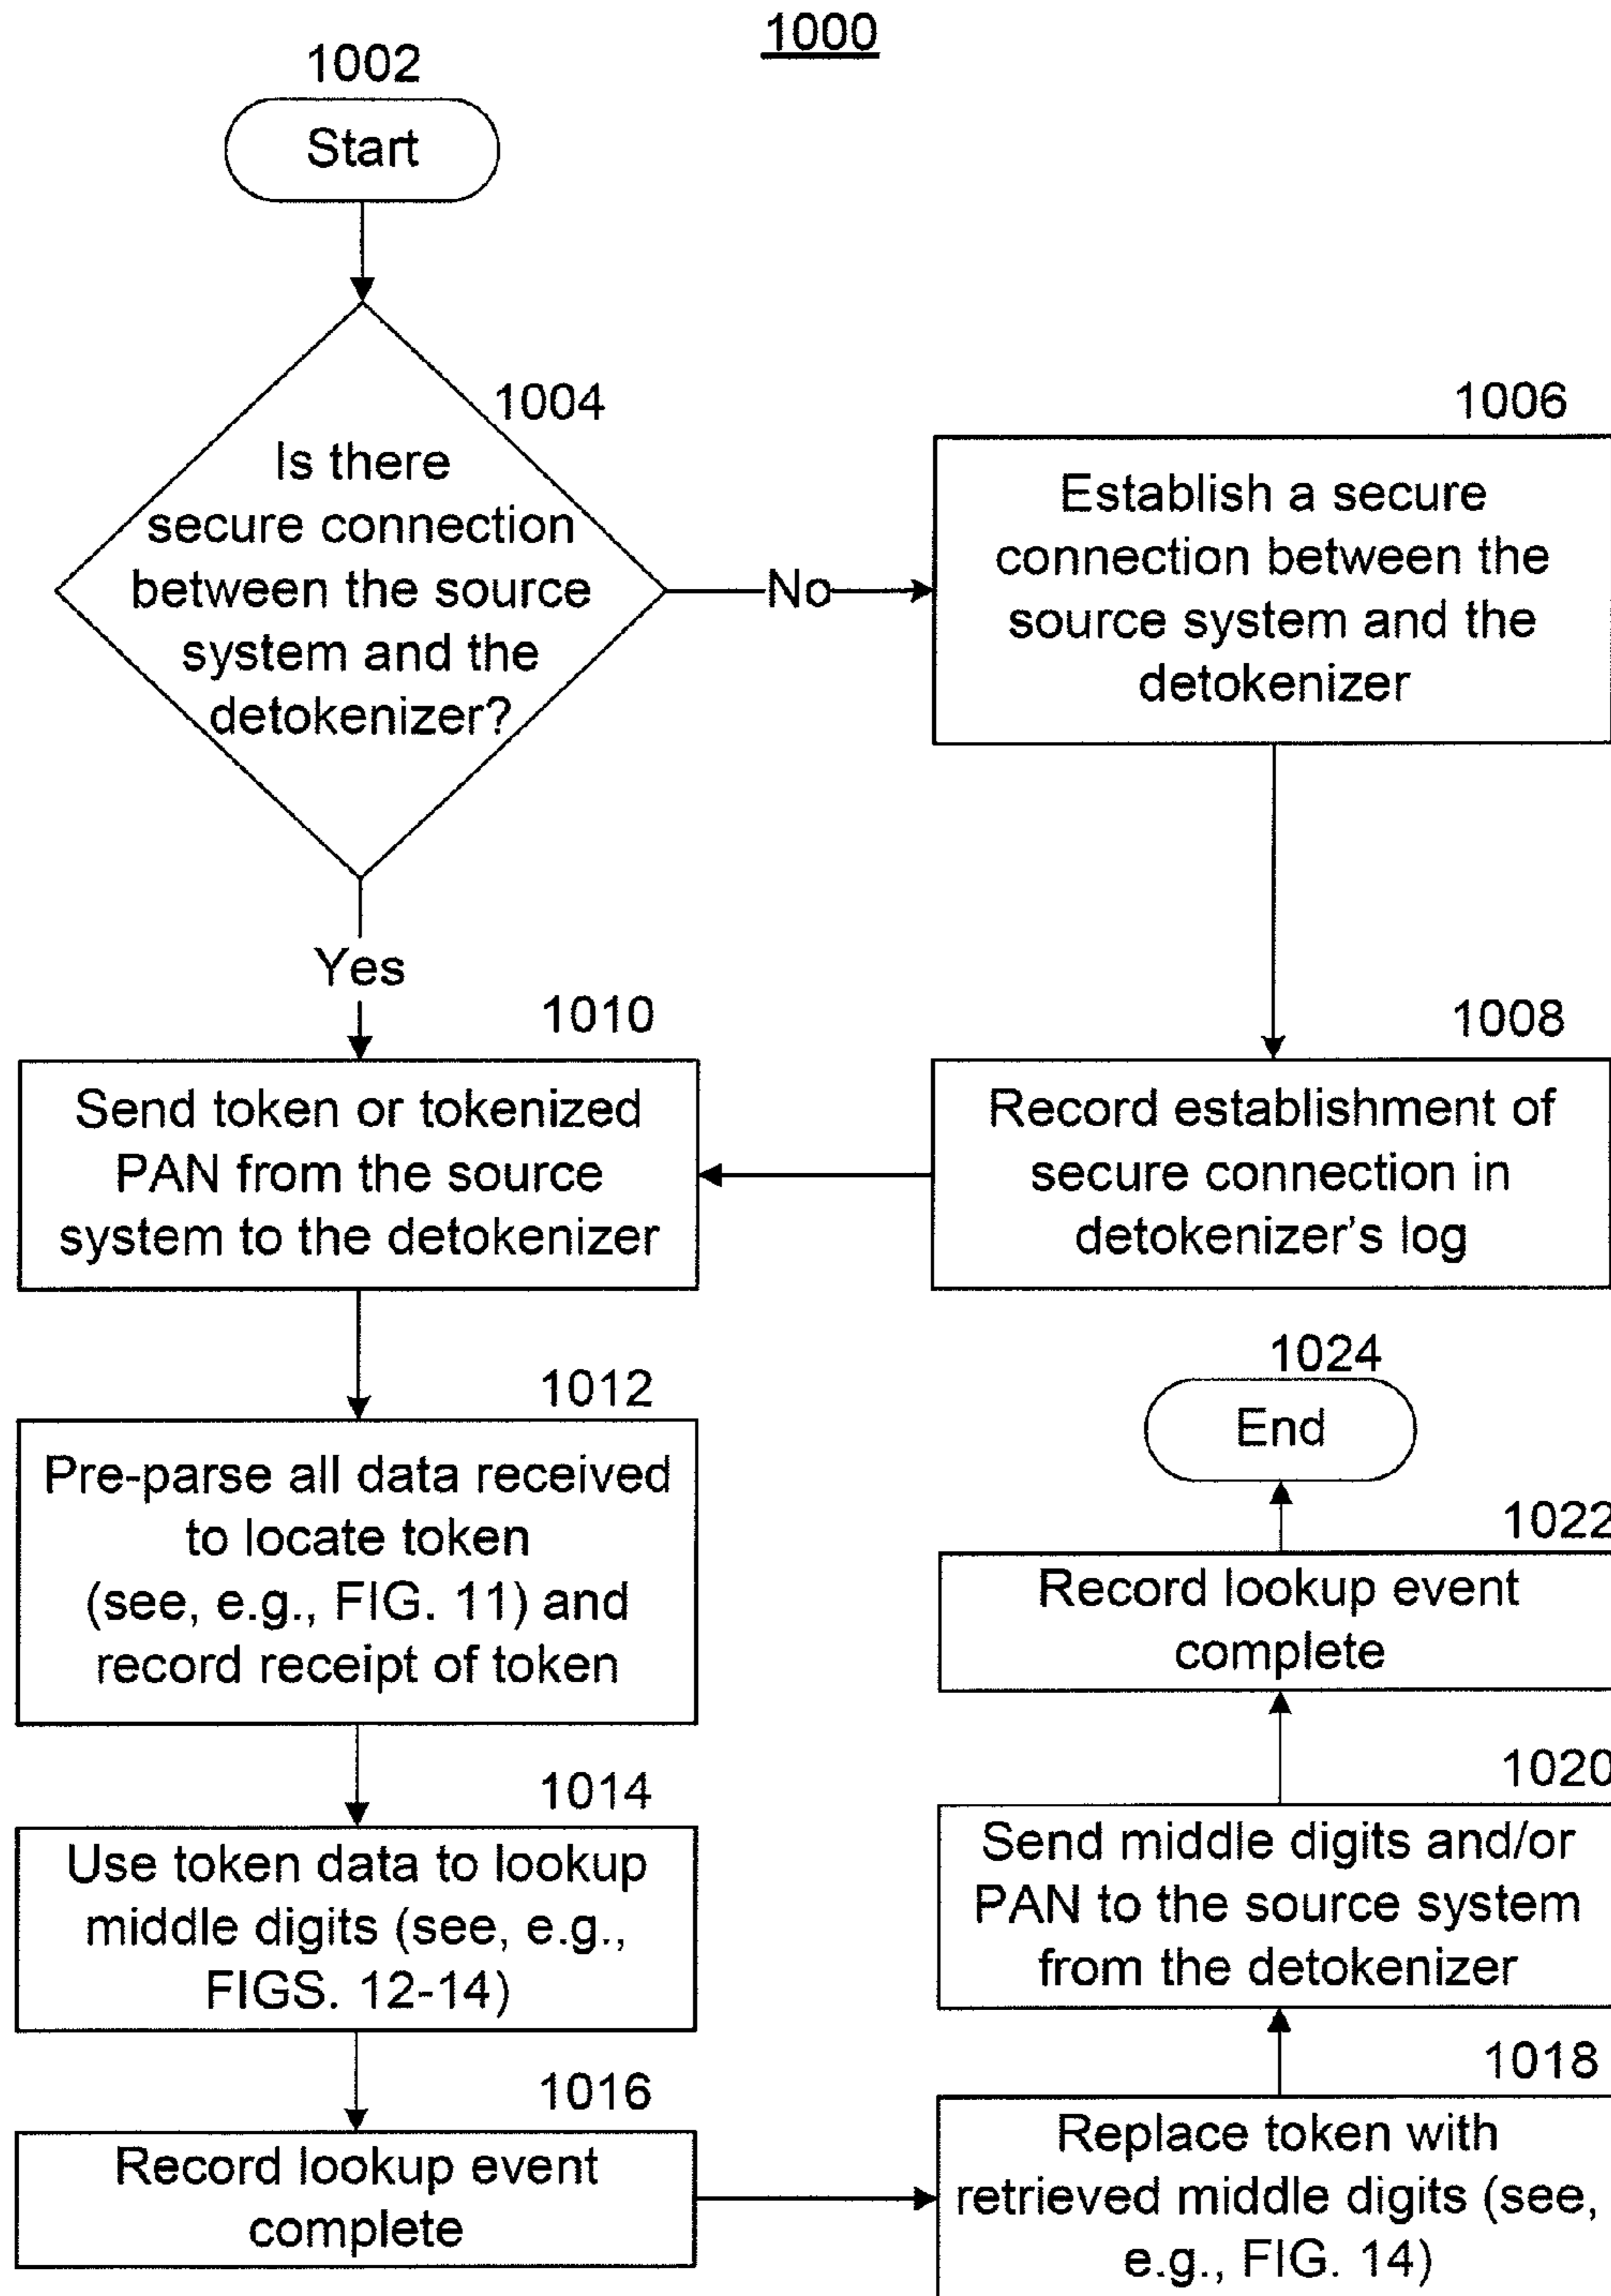 1000
1002
Start
1004
Is there
secure connection
between the source
system and the
detokenizer?
No
1006
Establish a secure
connection between the
source system and the
detokenizer
Yes
1008
Record establishment of
secure connection in
detokenizer's log
1010
Send token or tokenized
PAN from the source
system to the detokenizer
1012
Pre-parse all data received
to locate token
(see, e.g., FIG. 11) and
record receipt of token
1014
Use token data to lookup
middle digits (see, e.g.,
FIGS. 12-14)
1016
Record lookup event
complete
1018
Replace token with
retrieved middle digits (see,
e.g., FIG. 14)
1020
Send middle digits and/or
PAN to the source system
from the detokenizer
1022
Record lookup event
complete
1024
End